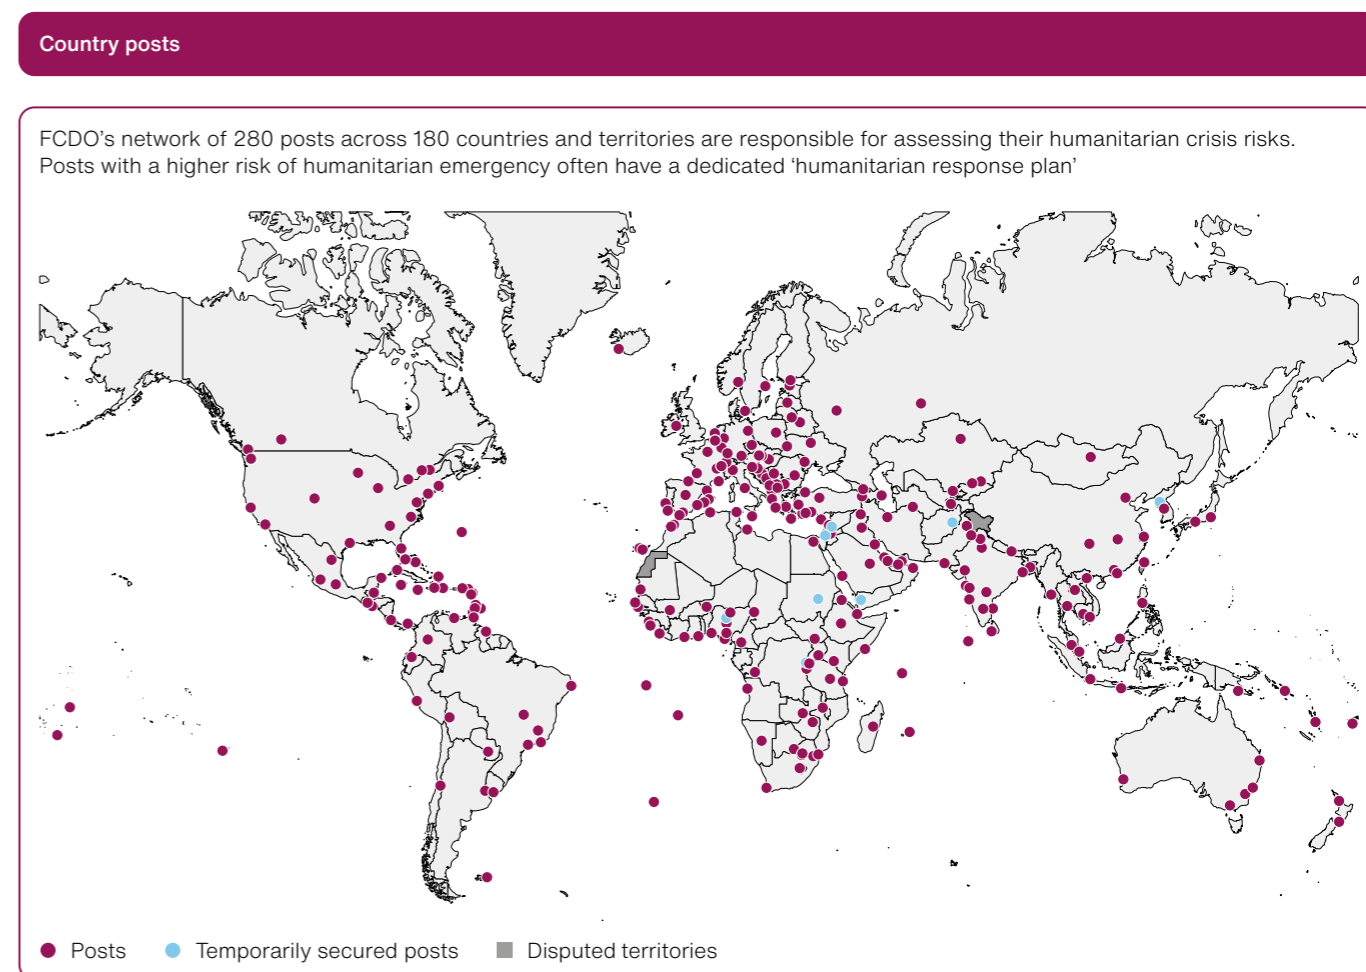 Country posts
FCDO’s network of 280 posts across 180 countries and territories are responsible for assessing their humanitarian crisis risks.
Posts with a higher risk of humanitarian emergency often have a dedicated ‘humanitarian response plan’
Posts
Temporarily secured posts
Disputed territories